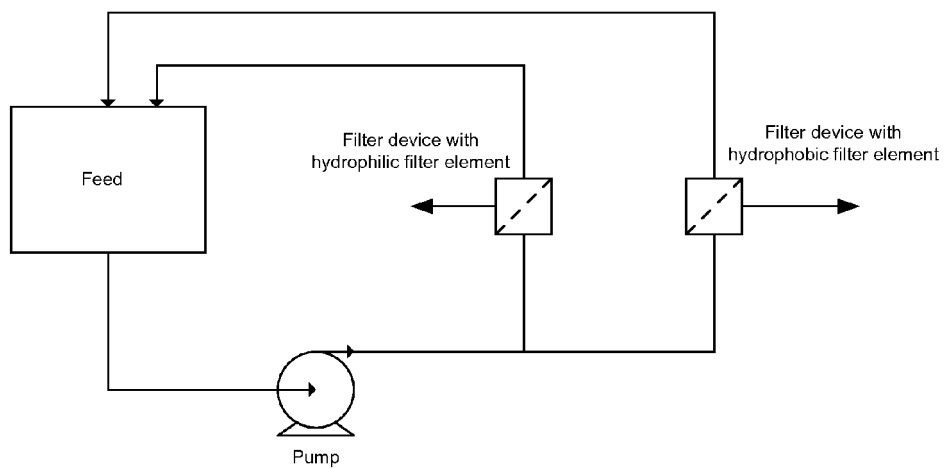 Feed
Filter device with
hydrophilic filter element
Filter device with
hydrophobic filter element
Pump